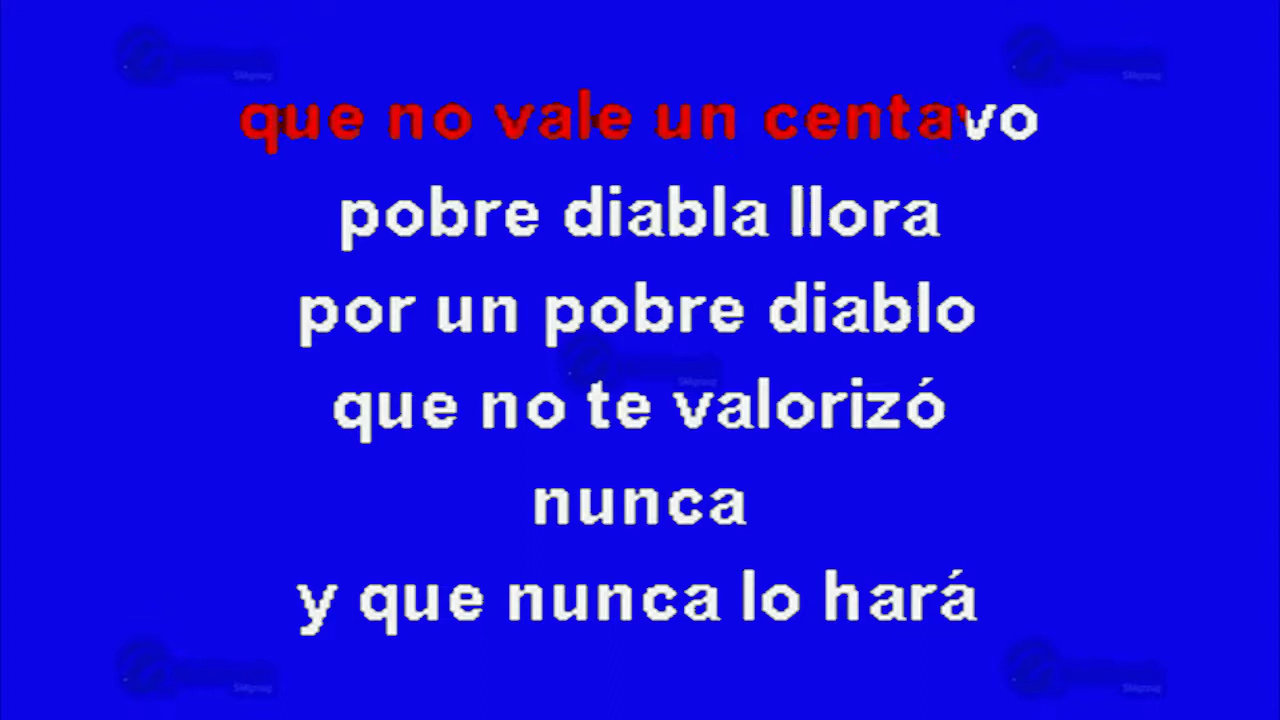 que no vale un centavo
pobre diabla llora
por un pobre diablo
que no te valorizó
nunca
y que nunca lo hará